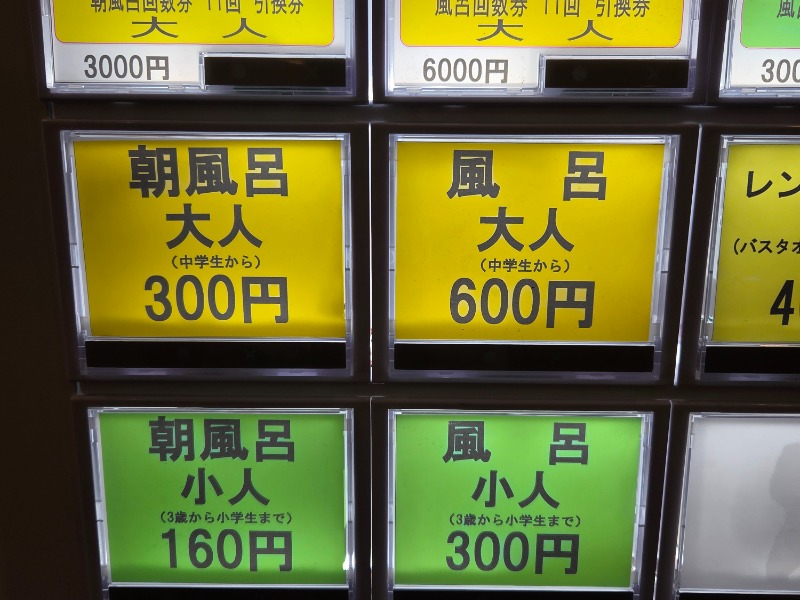 朝風呂回数券 11回 引換券
大人
3000円
風呂回数券 11回 引換券
大人
6000円
朝風呂
大人
(中学生から)
300円
風呂
大人
(中学生から)
600円
レン
(バスタオ
朝風呂
小人
(3歳から小学生まで)
160円
風呂
小人
(3歳から小学生まで)
300円